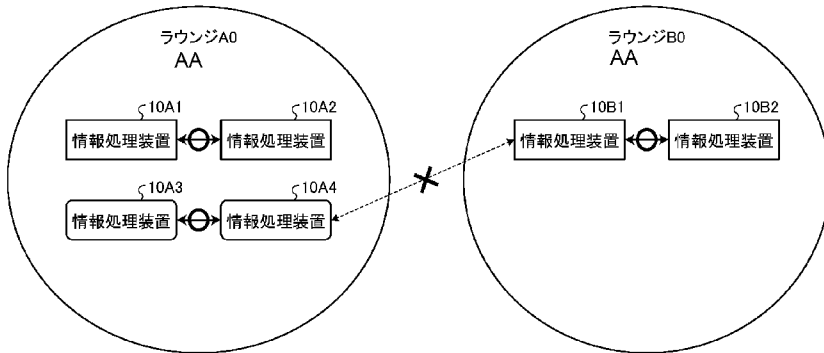 ラウンジA0
AA
10A1
10A2
情報処理装置
情報処理装置
10A3
10A4
情報処理装置
情報処理装置
ラウンジB0
AA
10B1
10B2
情報処理装置
情報処理装置